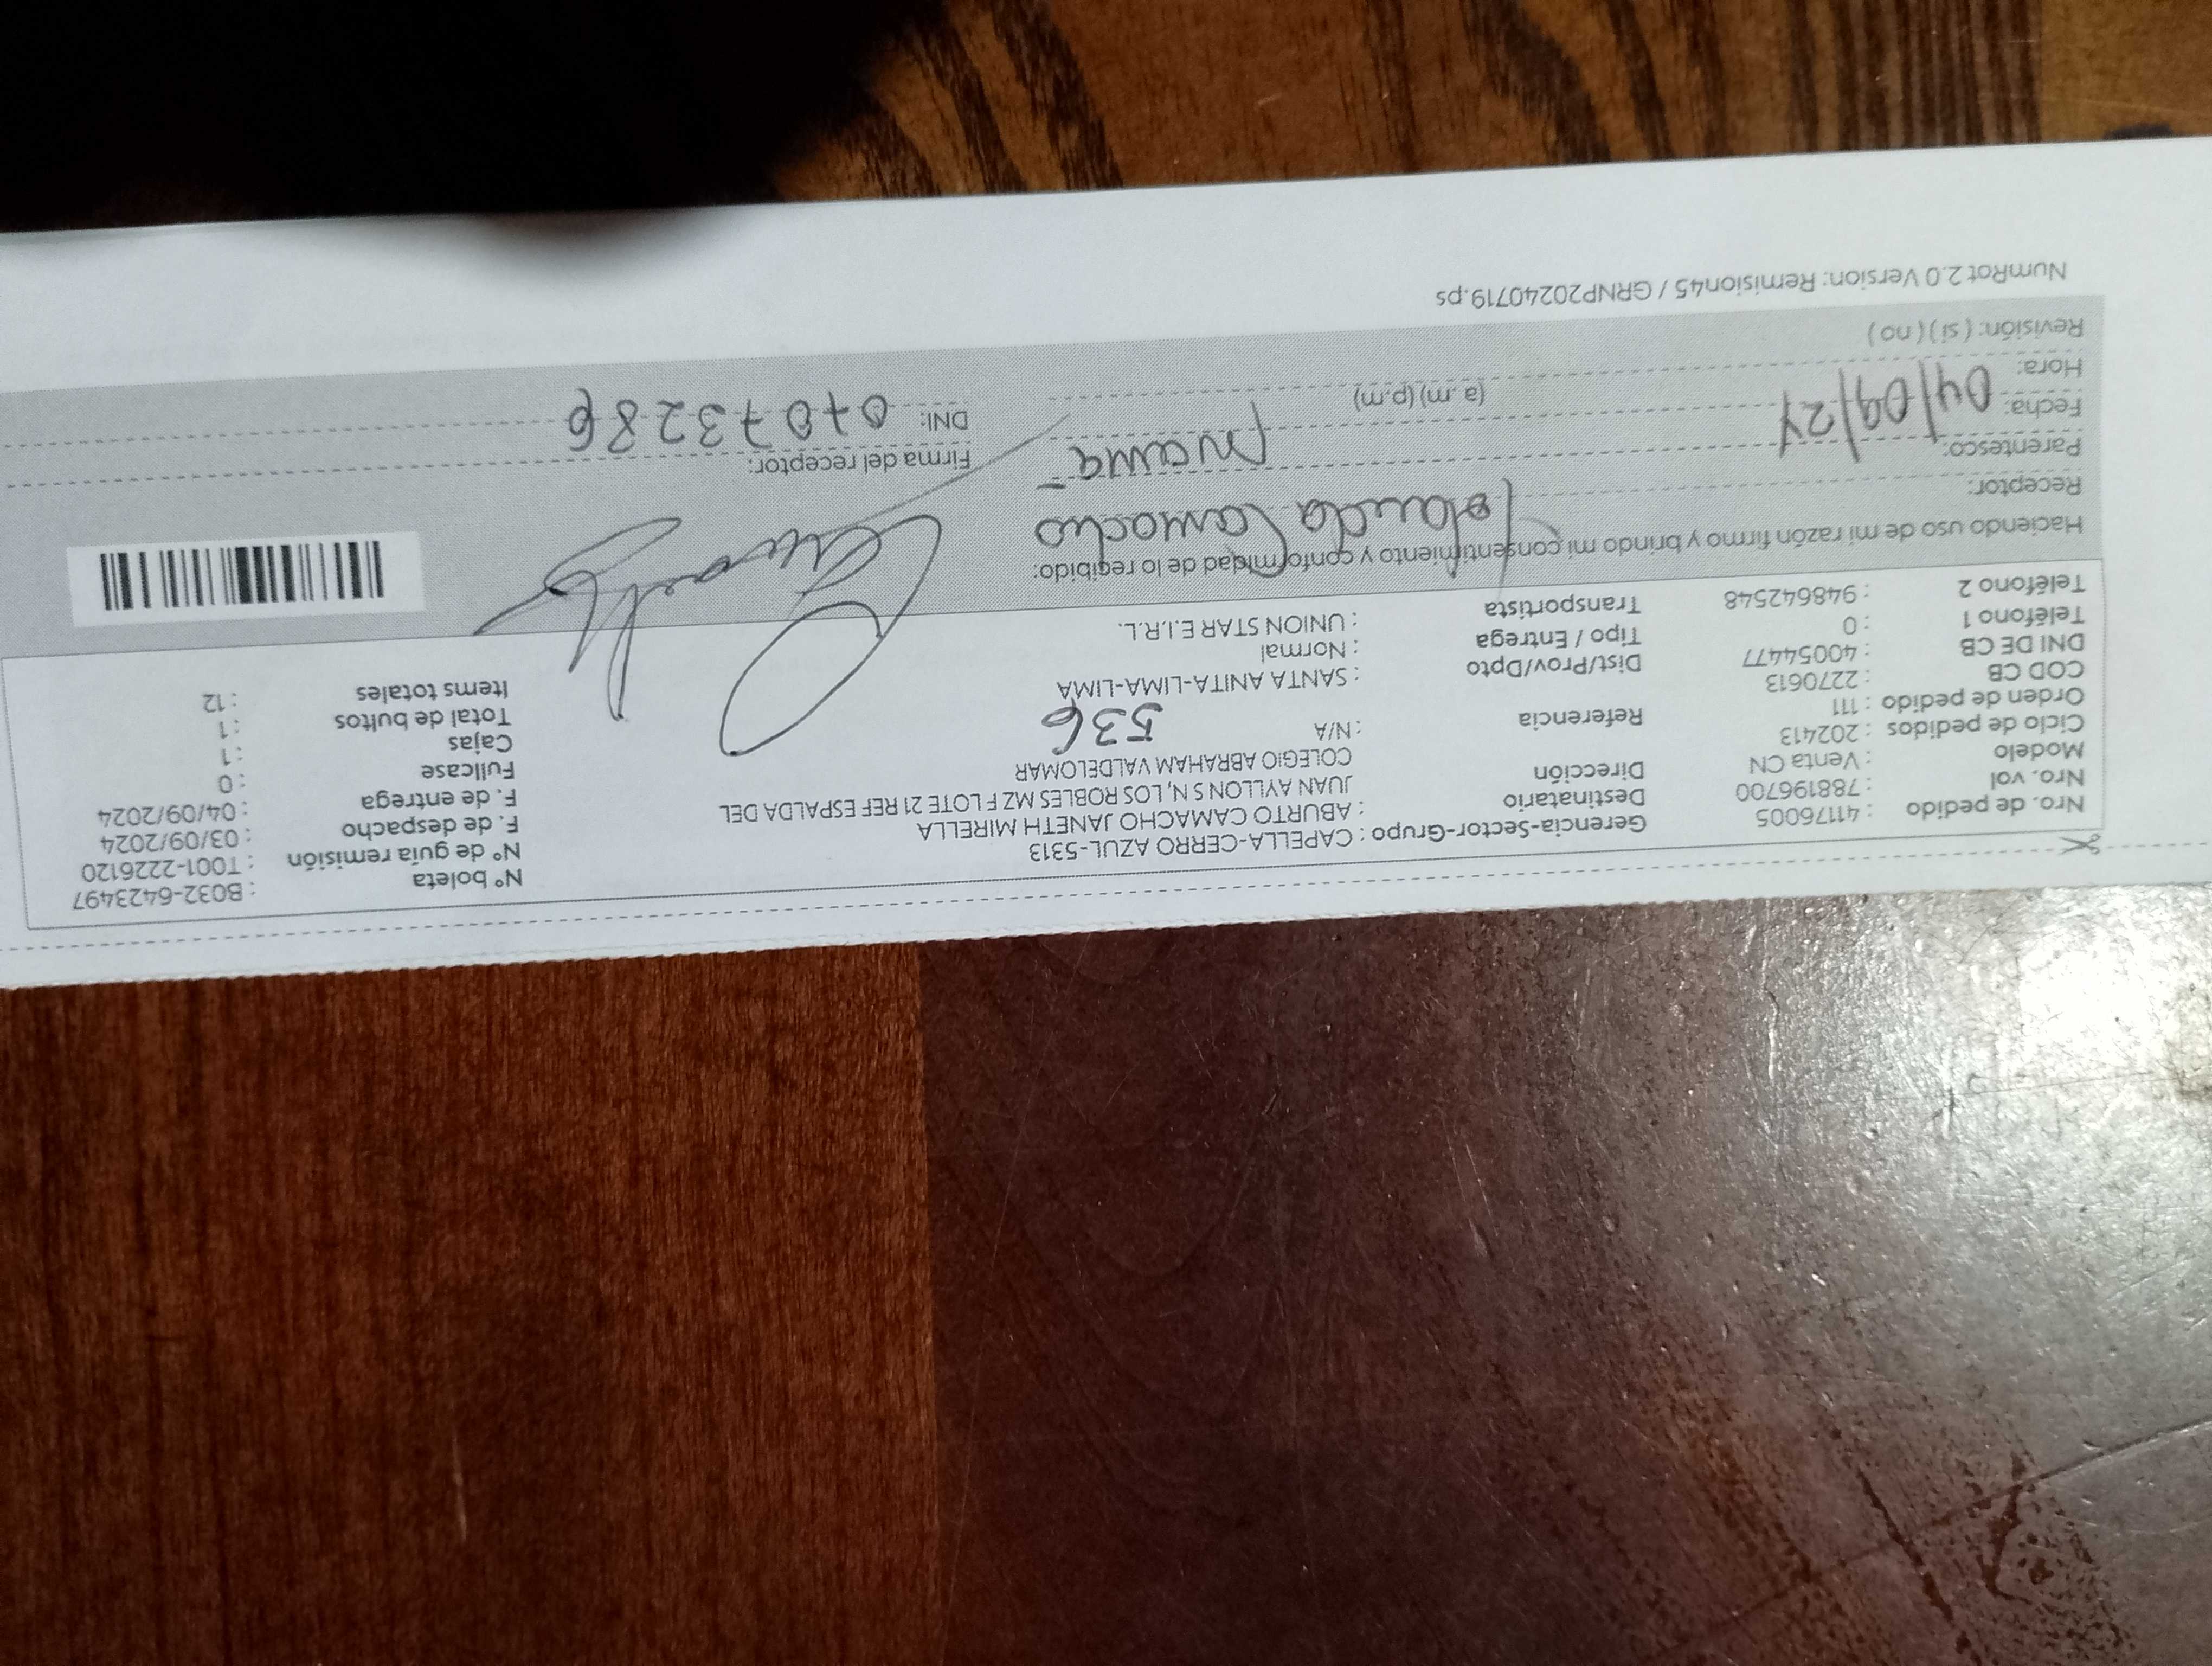 Nro. de pedido : 41176005
Nro. vol : 788196700
Modelo : Venta CN
Ciclo de pedidos : 202413
Orden de pedido : 111
COD CB : 2270613
DNI DE CB : 40054477
Teléfono 1 : 0
Teléfono 2 : 948642548
Gerencia-Sector-Grupo : CAPELLA-CERRO AZUL-5313
Destinatario : ABURTO CAMACHO JANETH MIRELLA
Dirección JUAN AYLLON S N, LOS ROBLES MZ F LOTE 21 REF ESPALDA DEL
COLEGIO ABRAHAM VALDELOMAR
Referencia : N/A 536
Dist/Prov/Dpto : SANTA ANITA-LIMA-LIMA
Tipo / Entrega : Normal
Transportista : UNION STAR E.I.R.L.
N° boleta : B032-6423497
N° de guía remisión : T001-2226120
F. de despacho : 03/09/2024
F. de entrega : 04/09/2024
Fullcase : 0
Cajas : 1
Total de bultos : 1
Items totales : 12
Haciendo uso de mi razón firmo y brindo mi consentimiento y conformidad de lo recibido:
Receptor: Camacho
Parentesco: mama
Fecha: 04/09/24
Hora: (a.m) (p.m)
Revisión: ( si ) ( no )
Firma del receptor:
DNI: 07073286
NumRot 2.0 Version: Remision45 / GRNP20240719.ps